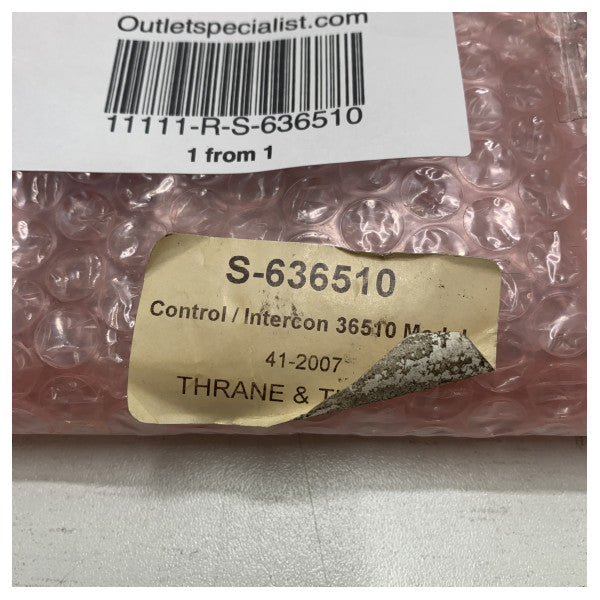 Outletspecialist.com
11111-R-S-636510
1 from 1
S-636510
Control / Intercon 36510
41-2007
THRANE &